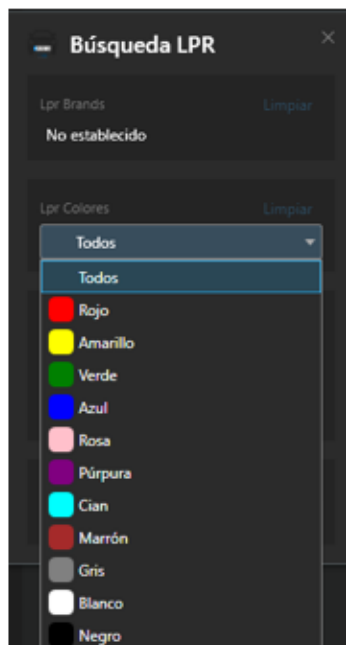 Búsqueda LPR
Lpr Brands Limpiar
No establecido
Lpr Colores Limpiar
Todos
Todos
Rojo
Amarillo
Verde
Azul
Rosa
Púrpura
Cian
Marrón
Gris
Blanco
Negro